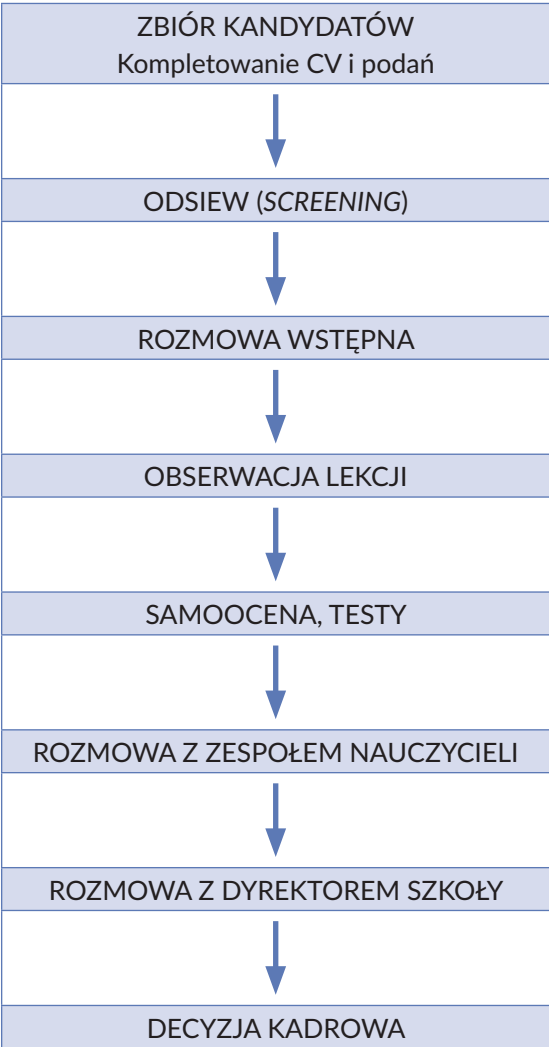 ZBIÓR KANDYDATÓW
Kompletowanie CV i podań
ODSIEW (SCREENING)
ROZMOWA WSTĘPNA
OBSERWACJA LEKCJI
SAMOOCENA, TESTY
ROZMOWA Z ZESPOŁEM NAUCZYCIELI
ROZMOWA Z DYREKTOREM SZKOŁY
DECYZJA KADROWA